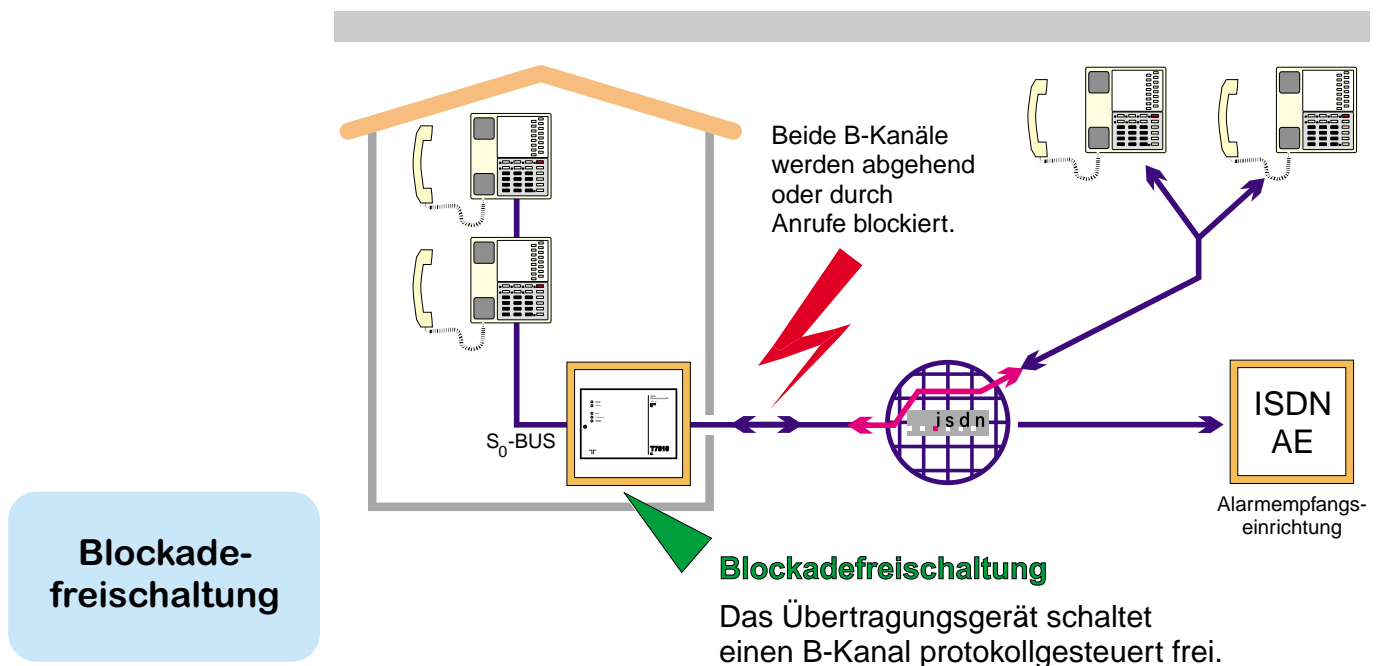 Beide B-Kanäle
werden abgehend
oder durch
Anrufe blockiert.
S0-BUS
T7516
isdn
ISDN
AE
Alarmempfangs-
einrichtung
Blockade-
freischaltung
Blockadefreischaltung
Das Übertragungsgerät schaltet
einen B-Kanal protokollgesteuert frei.